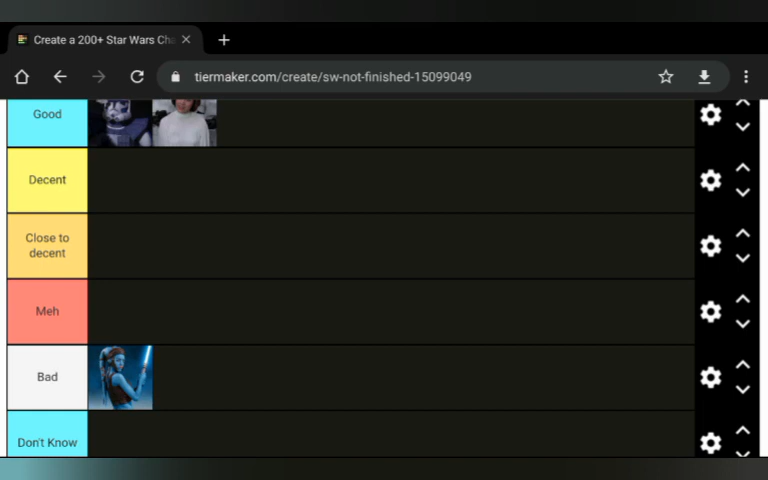 Create a 200+ Star Wars Cha
tiermaker.com/create/sw-not-finished-15099049
Good
Decent
Close to
decent
Meh
Bad
Don't Know